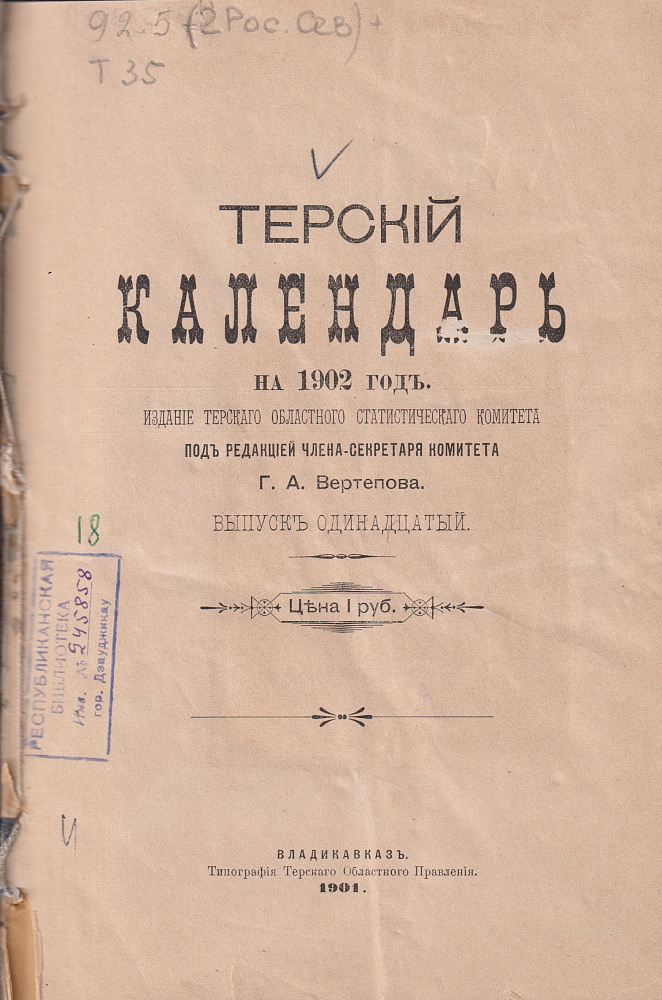 92.5 (2Рос. Сев) +
Т 35
ТЕРСКІЙ
КАЛЕНДАРЬ
НА 1902 ГОДЪ.
ИЗДАНІЕ ТЕРСКАГО ОБЛАСТНОГО СТАТИСТИЧЕСКАГО КОМИТЕТА
ПОДЪ РЕДАКЦІЕЙ ЧЛЕНА-СЕКРЕТАРЯ КОМИТЕТА
Г. А. Вертепова.
ВЫПУСКЪ ОДИНАДЦАТЫЙ.
18
РЕСПУБЛИКАНСКАЯ
БИБЛИОТЕКА
Инв. № 245858
гор. Дзауджикау
Цѣна 1 руб.
И
ВЛАДИКАВКАЗЪ.
Типографія Терскаго Областного Правленія.
1901.